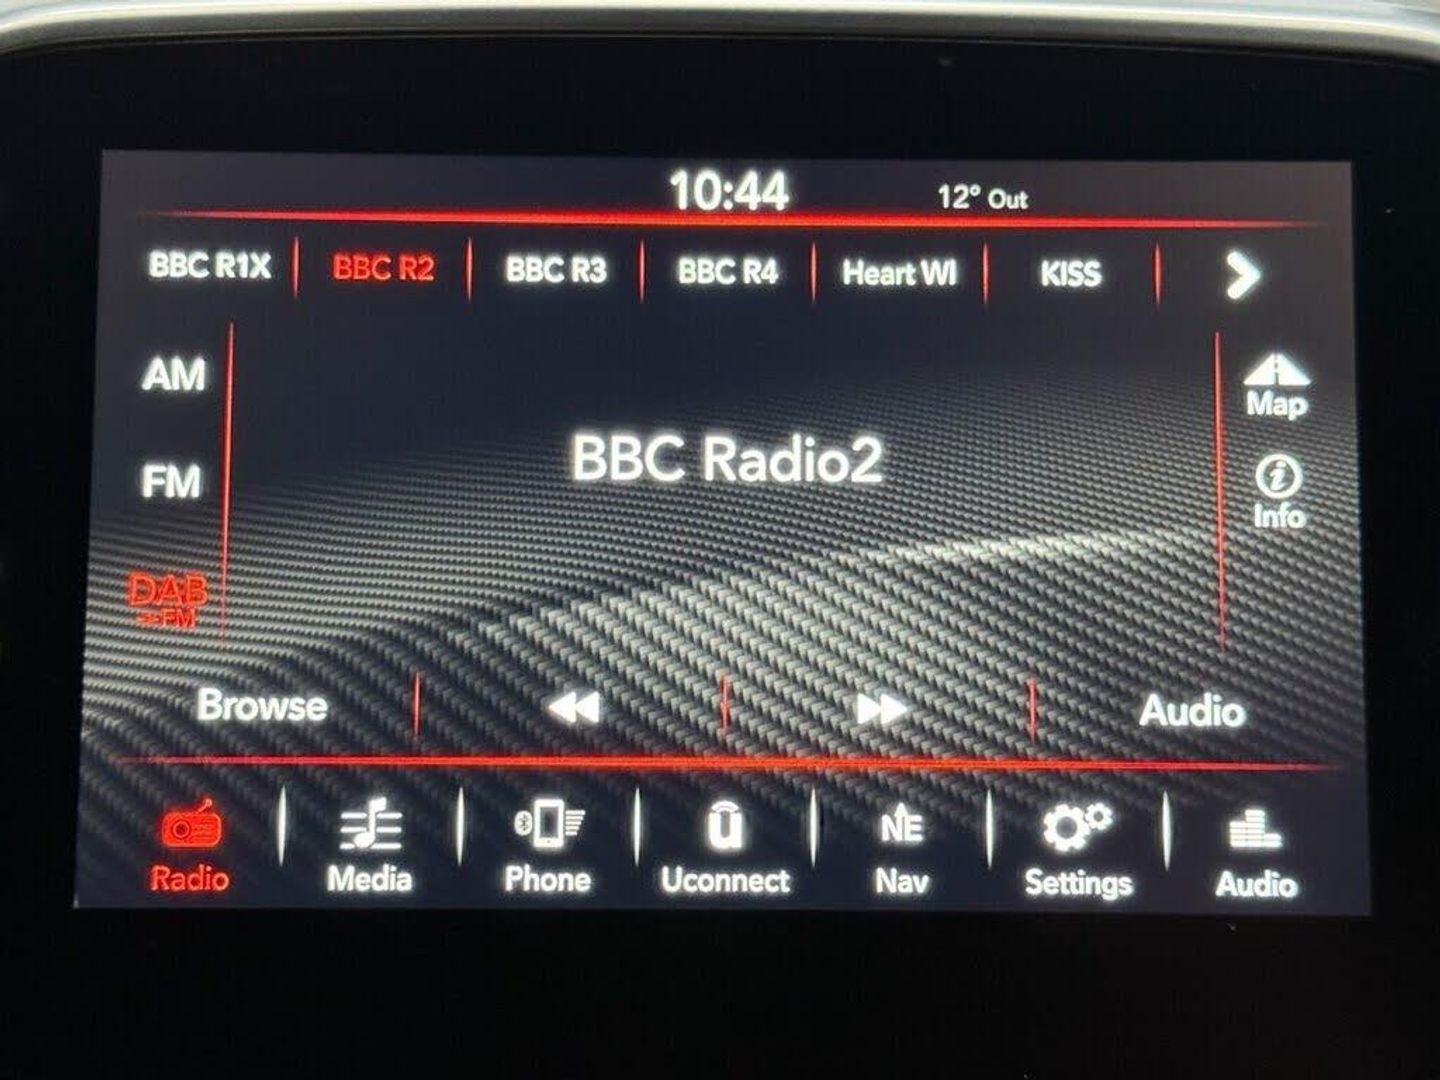 10:44 12° Out
BBC R1X BBC R2 BBC R3 BBC R4 Heart WI KISS
AM
Map
BBC Radio2
FM
Info
DAB
FM
Browse Audio
NE
Radio Media Phone Uconnect Nav Settings Audio